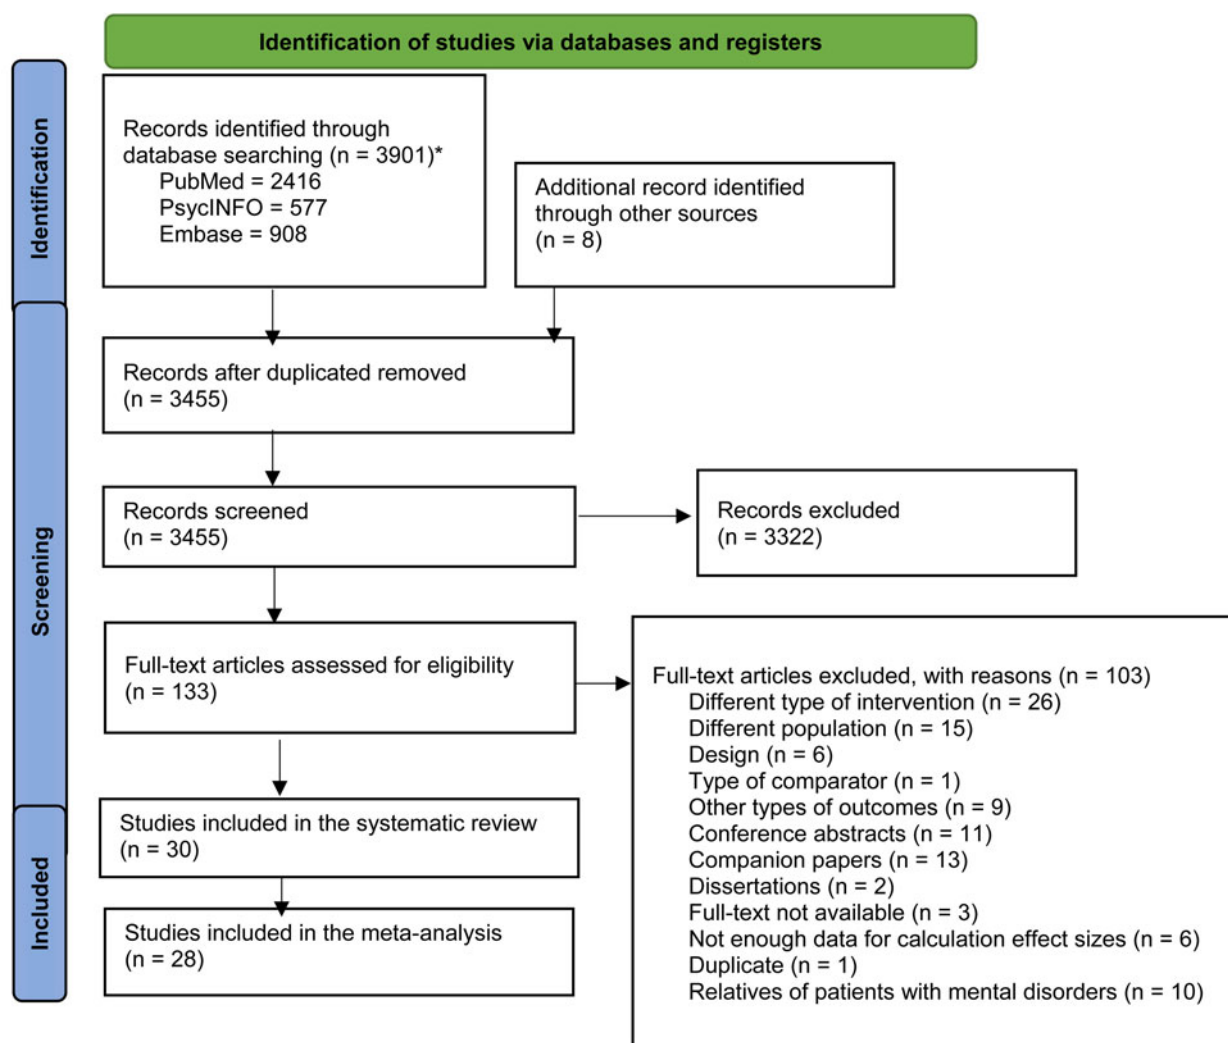 Identification of studies via databases and registers
Identification
Records identified through
database searching (n = 3901)*
PubMed = 2416
PsycINFO = 577
Embase = 908
Additional record identified
through other sources
(n = 8)
Screening
Records after duplicated removed
(n = 3455)
Records screened
(n = 3455)
Records excluded
(n = 3322)
Full-text articles assessed for eligibility
(n = 133)
Full-text articles excluded, with reasons (n = 103)
Different type of intervention (n = 26)
Different population (n = 15)
Design (n = 6)
Type of comparator (n = 1)
Other types of outcomes (n = 9)
Conference abstracts (n = 11)
Companion papers (n = 13)
Dissertations (n = 2)
Full-text not available (n = 3)
Not enough data for calculation effect sizes (n = 6)
Duplicate (n = 1)
Relatives of patients with mental disorders (n = 10)
Included
Studies included in the systematic review
(n = 30)
Studies included in the meta-analysis
(n = 28)